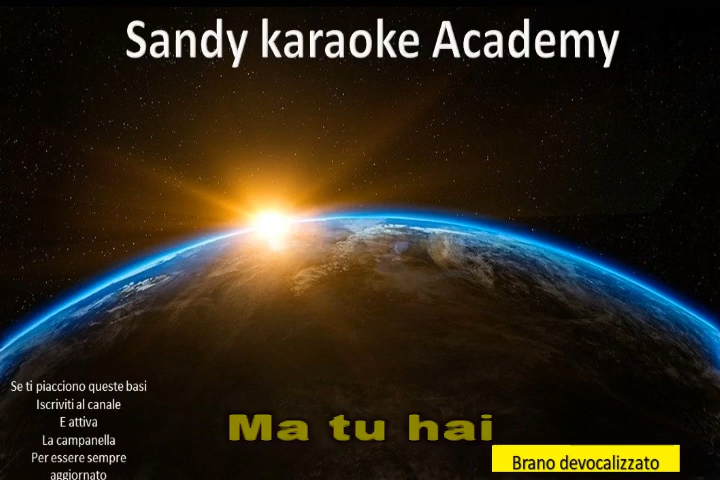 Sandy karaoke Academy
Se ti piacciono queste basi
Iscriviti al canale
E attiva
La campanella
Per essere sempre
aggiornato
Ma tu hai
Brano devocalizzato